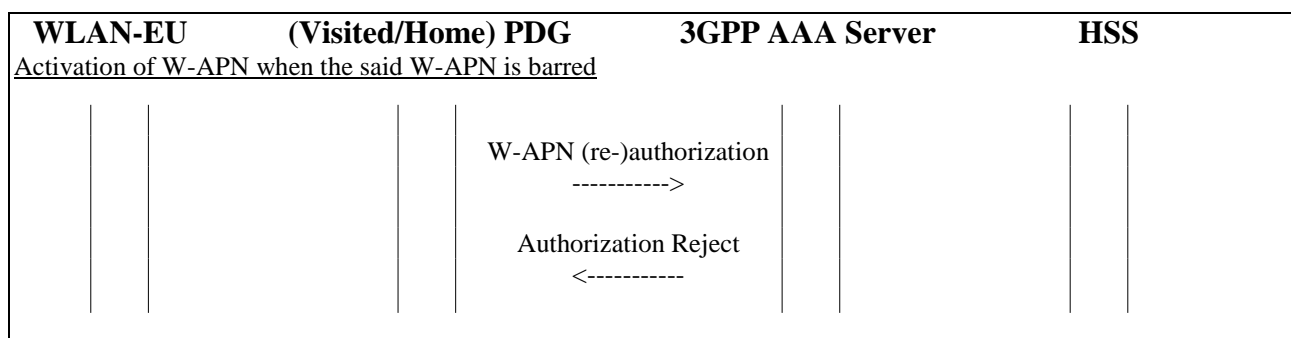 WLAN-EU (Visited/Home) PDG 3GPP AAA Server HSS
Activation of W-APN when the said W-APN is barred
W-APN (re-)authorization
----------->
Authorization Reject
<-----------